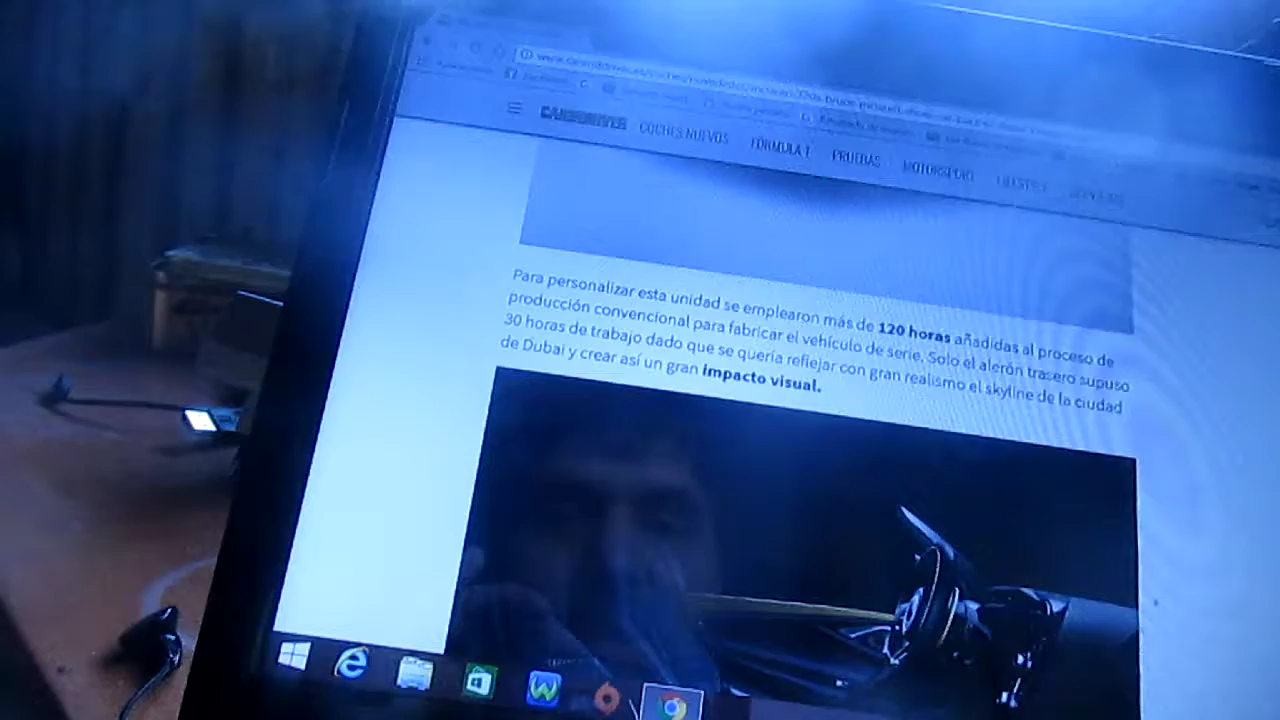 CARANDDRIVER COCHES NUEVOS FÓRMULA 1 PRUEBAS MOTORSPORT LIFESTYLE
Para personalizar esta unidad se emplearon más de 120 horas añadidas al proceso de
producción convencional para fabricar el vehículo de serie. Solo el alerón trasero supuso
30 horas de trabajo dado que se quería reflejar con gran realismo el skyline de la ciudad
de Dubai y crear así un gran impacto visual.